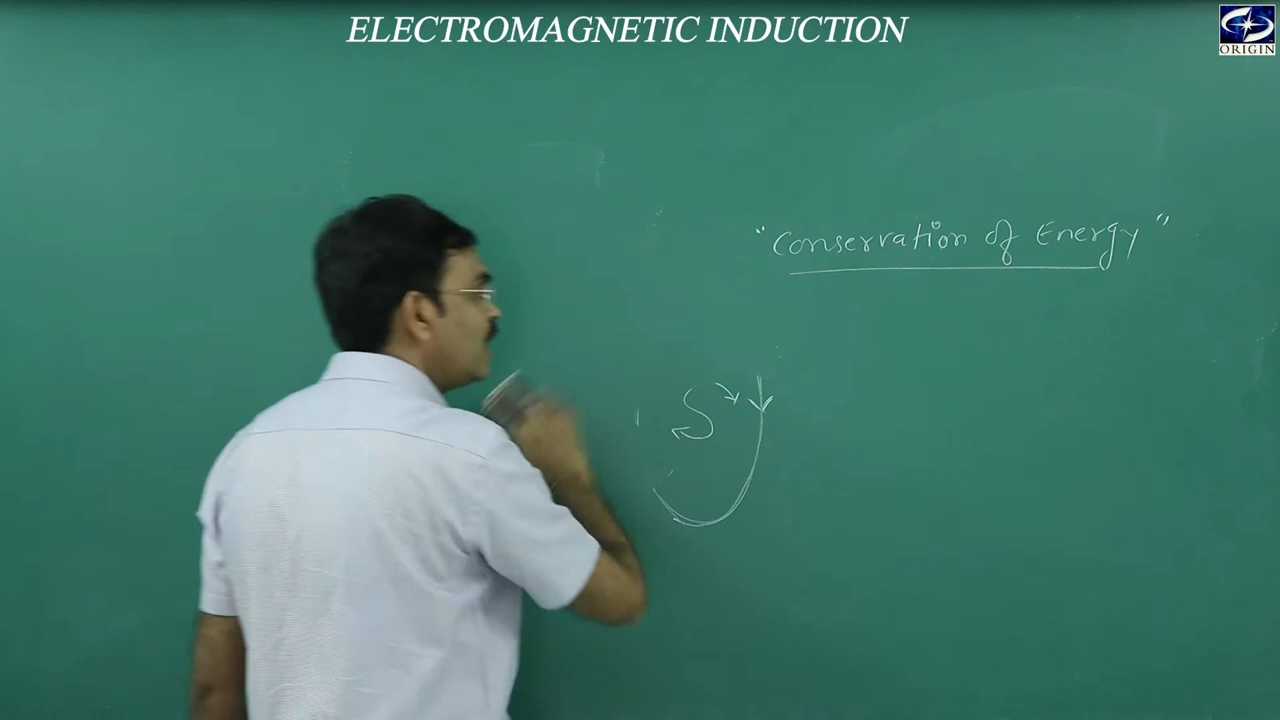 ELECTROMAGNETIC INDUCTION
ORIGIN
"Conservation of Energy"
S